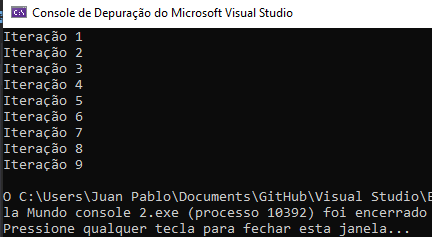 Console de Depuração do Microsoft Visual Studio
Iteração 1
Iteração 2
Iteração 3
Iteração 4
Iteração 5
Iteração 6
Iteração 7
Iteração 8
Iteração 9
O C:\Users\Juan Pablo\Documents\GitHub\Visual Studio\
la Mundo console 2.exe (processo 10392) foi encerrado
Pressione qualquer tecla para fechar esta janela...